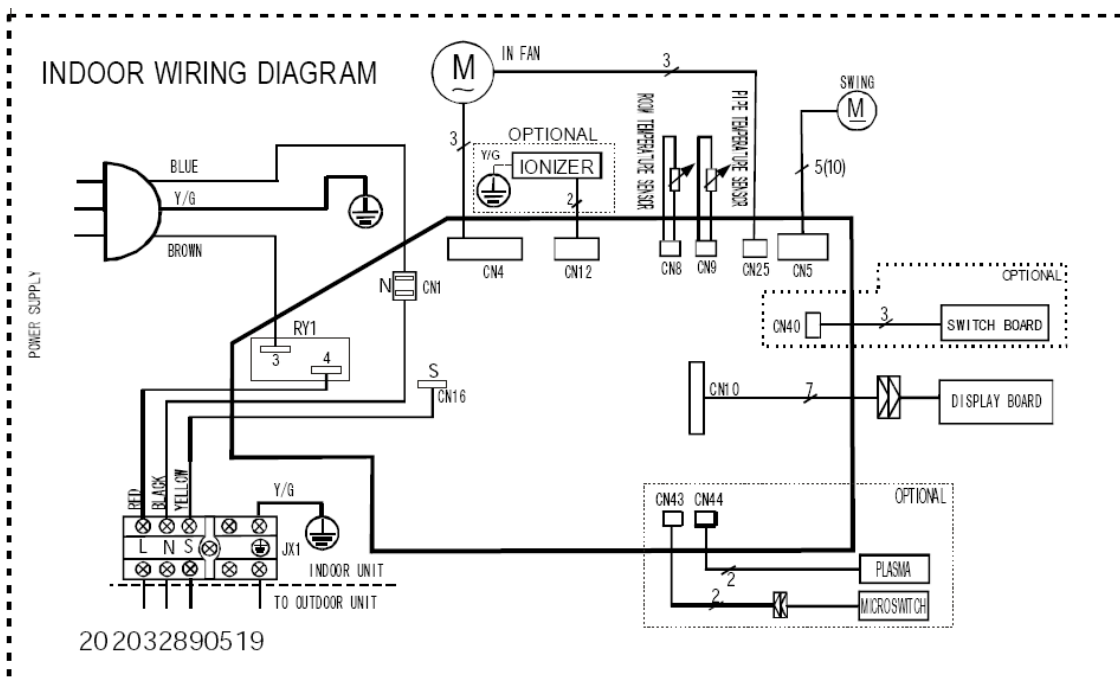 INDOOR WIRING DIAGRAM
M
~
IN FAN
3
3
OPTIONAL
Y/G
IONIZER
2
ROOM TEMPERATURE SENSOR
PIPE TEMPERATURE SENSOR
SWING
M
5(10)
BLUE
Y/G
BROWN
POWER SUPPLY
CN4
CN12
CN8
CN9
CN25
CN5
N
CN1
OPTIONAL
CN40
3
SWITCH BOARD
RY1
3
4
S
CN16
CN10
7
DISPLAY BOARD
RED
BLACK
YELLOW
Y/G
L N S
JX1
INDOOR UNIT
TO OUTDOOR UNIT
CN43
CN44
OPTIONAL
2
PLASMA
2
MICROSWITCH
202032890519